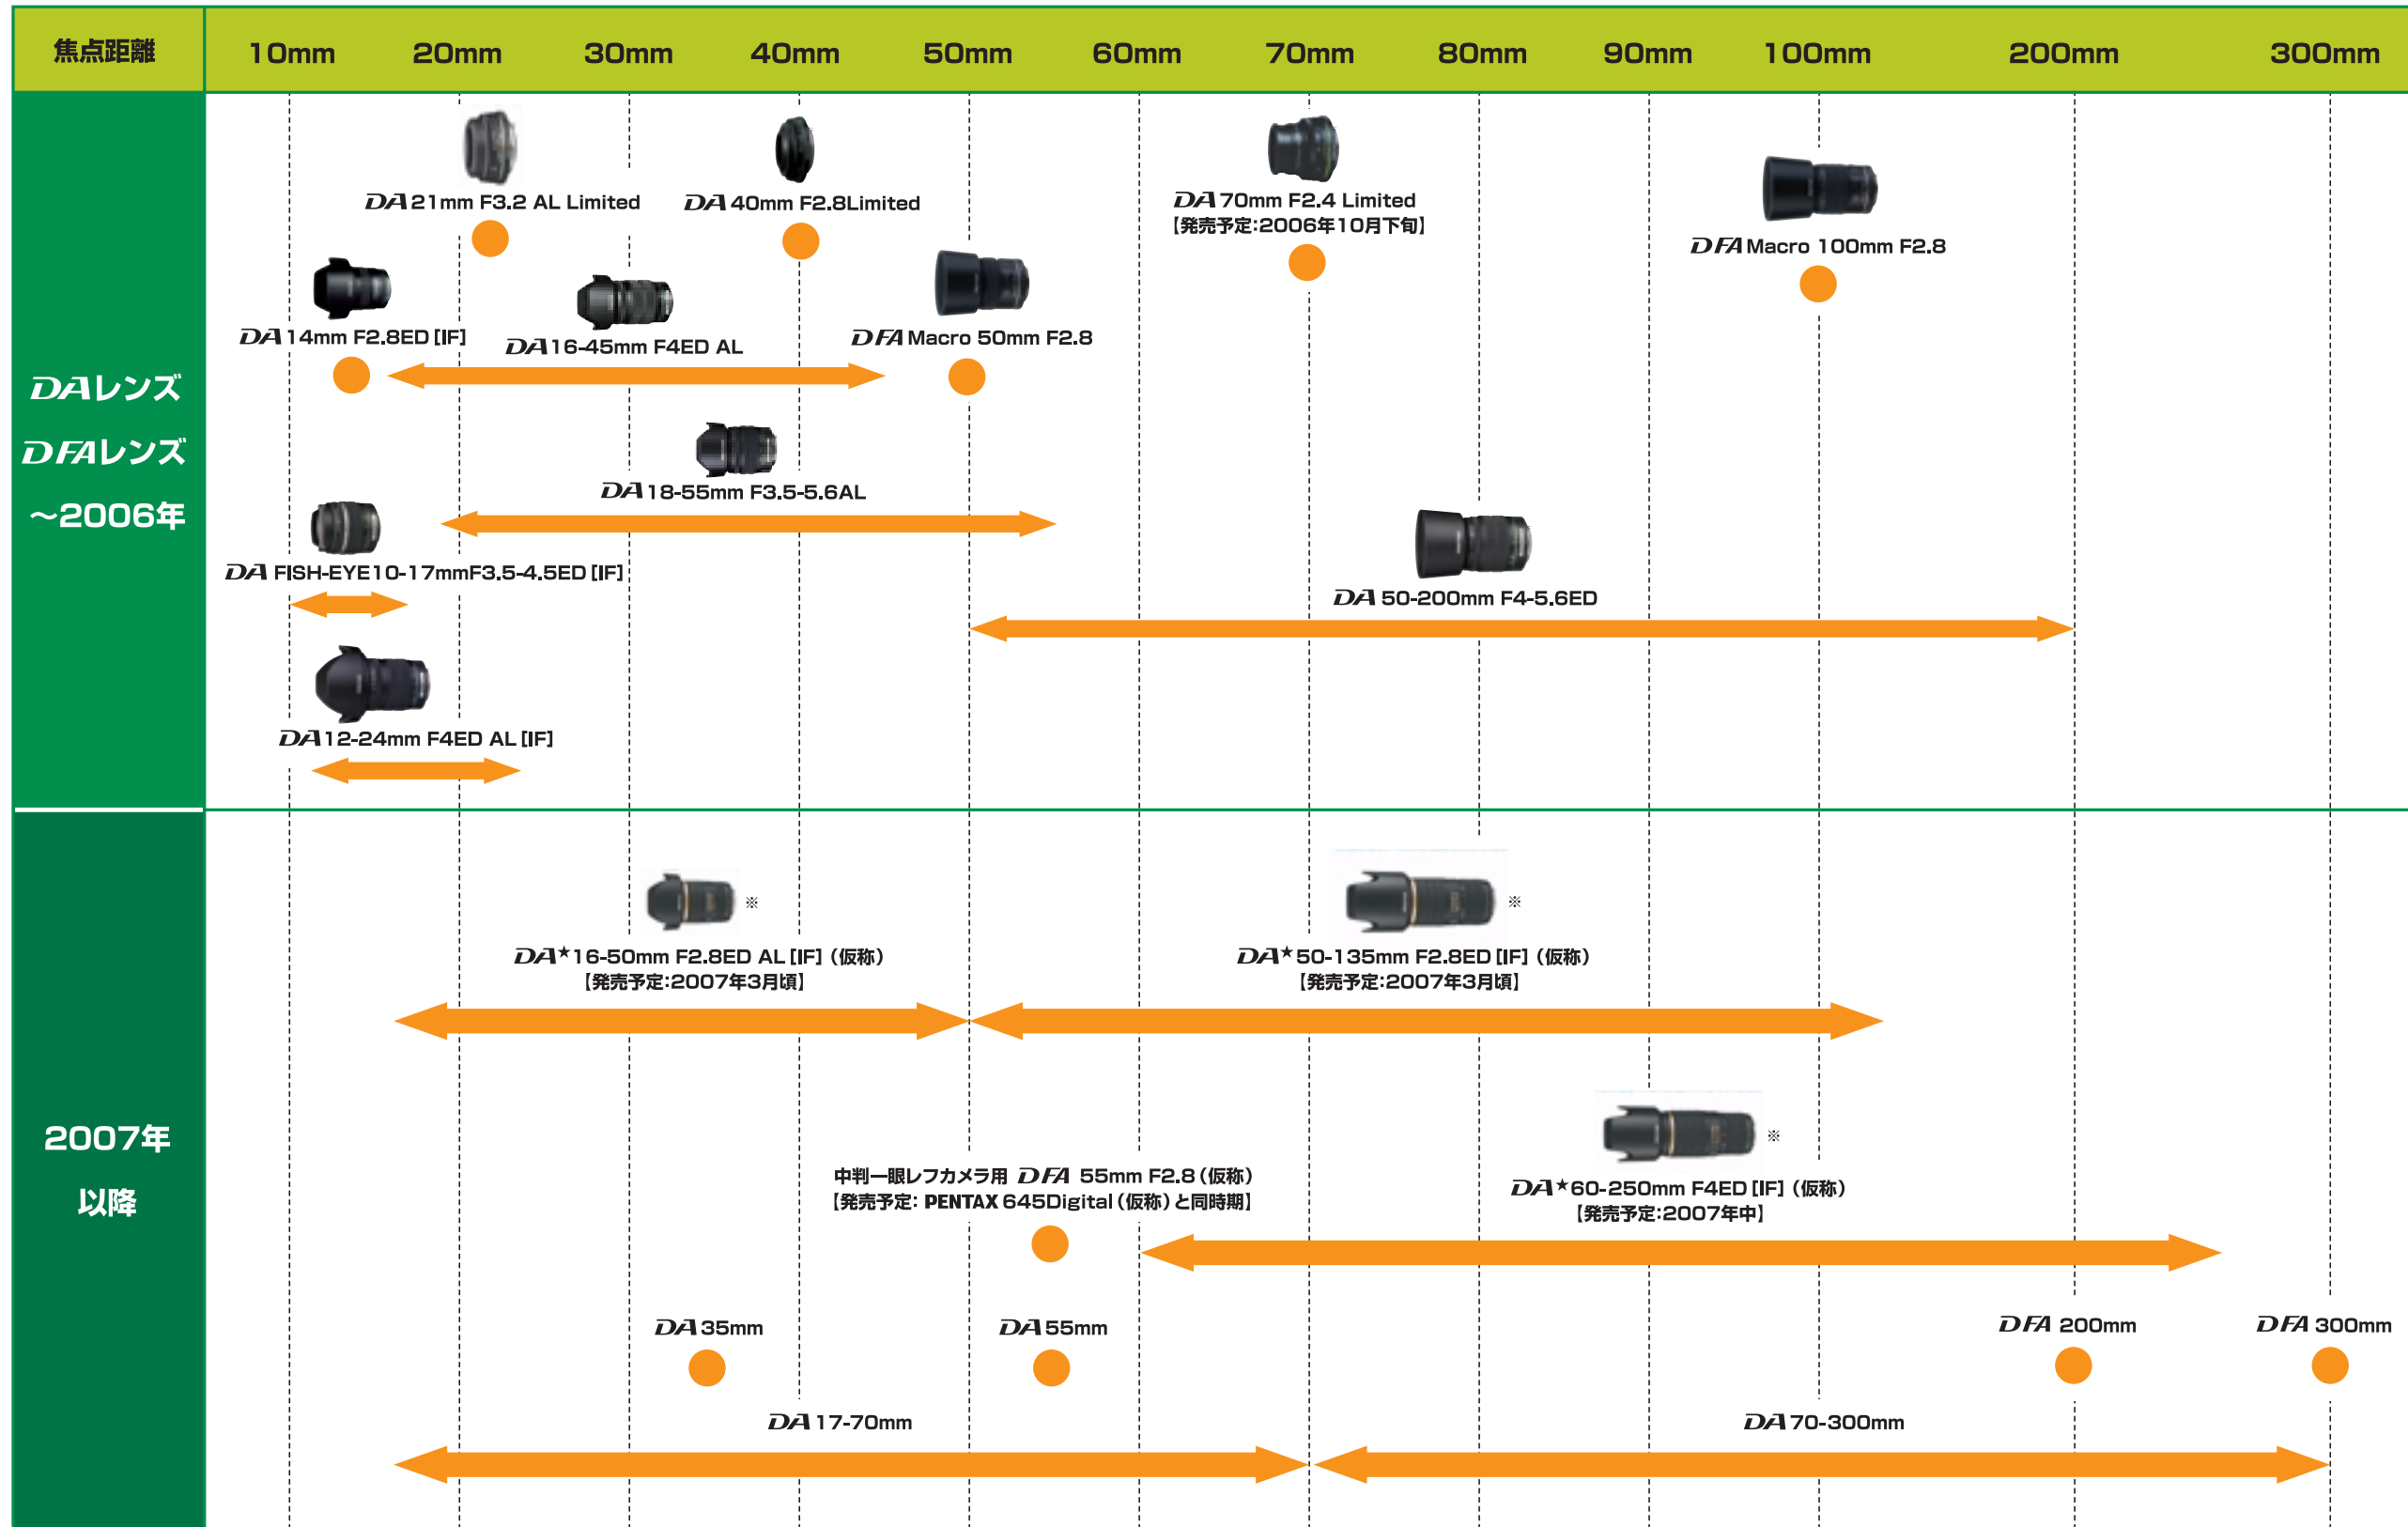 焦点距離 10mm 20mm 30mm 40mm 50mm 60mm 70mm 80mm 90mm 100mm 200mm 300mm
DAレンズ
DFAレンズ
～2006年
DA 21mm F3.2 AL Limited
DA 40mm F2.8Limited
DA 70mm F2.4 Limited
【発売予定:2006年10月下旬】
DFA Macro 100mm F2.8
DA 14mm F2.8ED [IF]
DA 16-45mm F4ED AL
DFA Macro 50mm F2.8
DA 18-55mm F3.5-5.6AL
DA FISH-EYE10-17mmF3.5-4.5ED [IF]
DA 50-200mm F4-5.6ED
DA 12-24mm F4ED AL [IF]
2007年
以降
※
DA★16-50mm F2.8ED AL [IF]（仮称）
【発売予定:2007年3月頃】
※
DA★50-135mm F2.8ED [IF]（仮称）
【発売予定:2007年3月頃】
※
中判一眼レフカメラ用 DFA 55mm F2.8（仮称）
【発売予定: PENTAX 645Digital（仮称）と同時期】
DA★60-250mm F4ED [IF]（仮称）
【発売予定:2007年中】
DA 35mm
DA 55mm
DFA 200mm
DFA 300mm
DA 17-70mm
DA 70-300mm